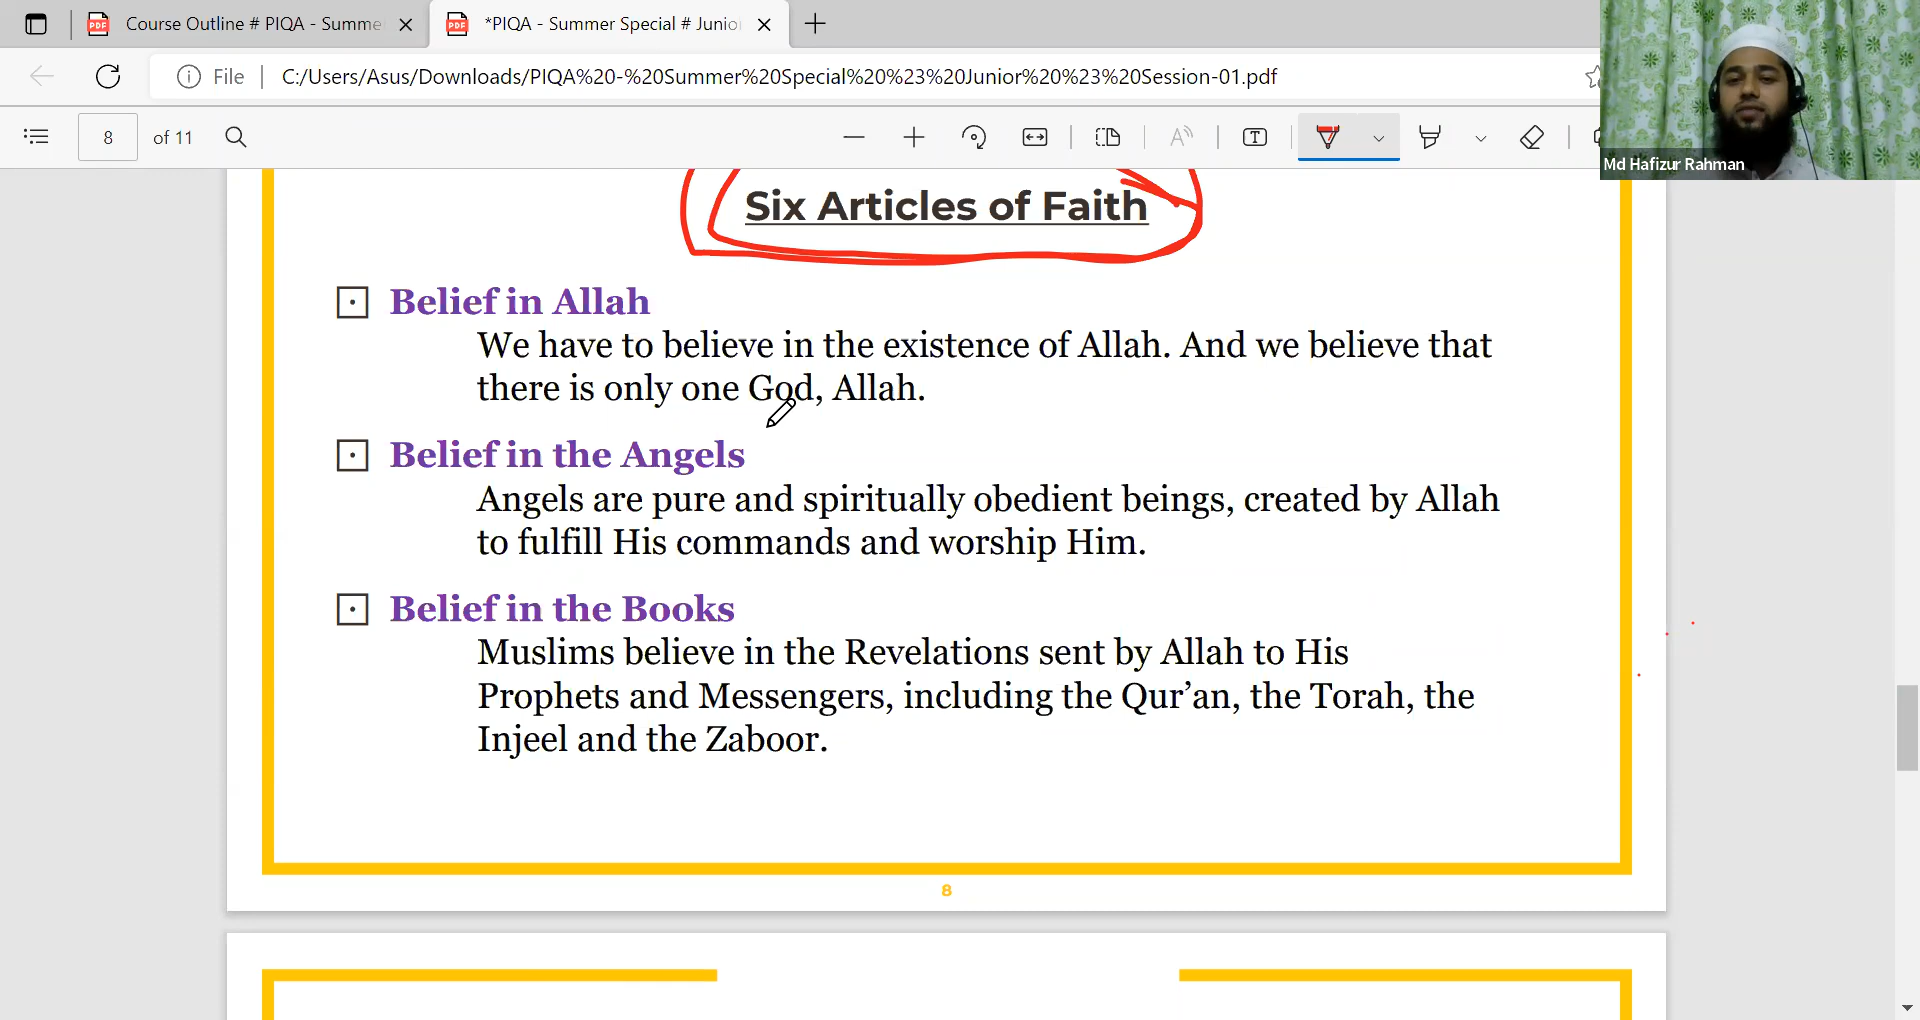 Course Outline # PIQA - Summe
*PIQA - Summer Special # Junio
File
C:/Users/Asus/Downloads/PIQA%20-%20Summer%20Special%20%23%20Junior%20%23%20Session-01.pdf
8 of 11
Md Hafizur Rahman
Six Articles of Faith
Belief in Allah
We have to believe in the existence of Allah. And we believe that
there is only one God, Allah.
Belief in the Angels
Angels are pure and spiritually obedient beings, created by Allah
to fulfill His commands and worship Him.
Belief in the Books
Muslims believe in the Revelations sent by Allah to His
Prophets and Messengers, including the Qur’an, the Torah, the
Injeel and the Zaboor.
8